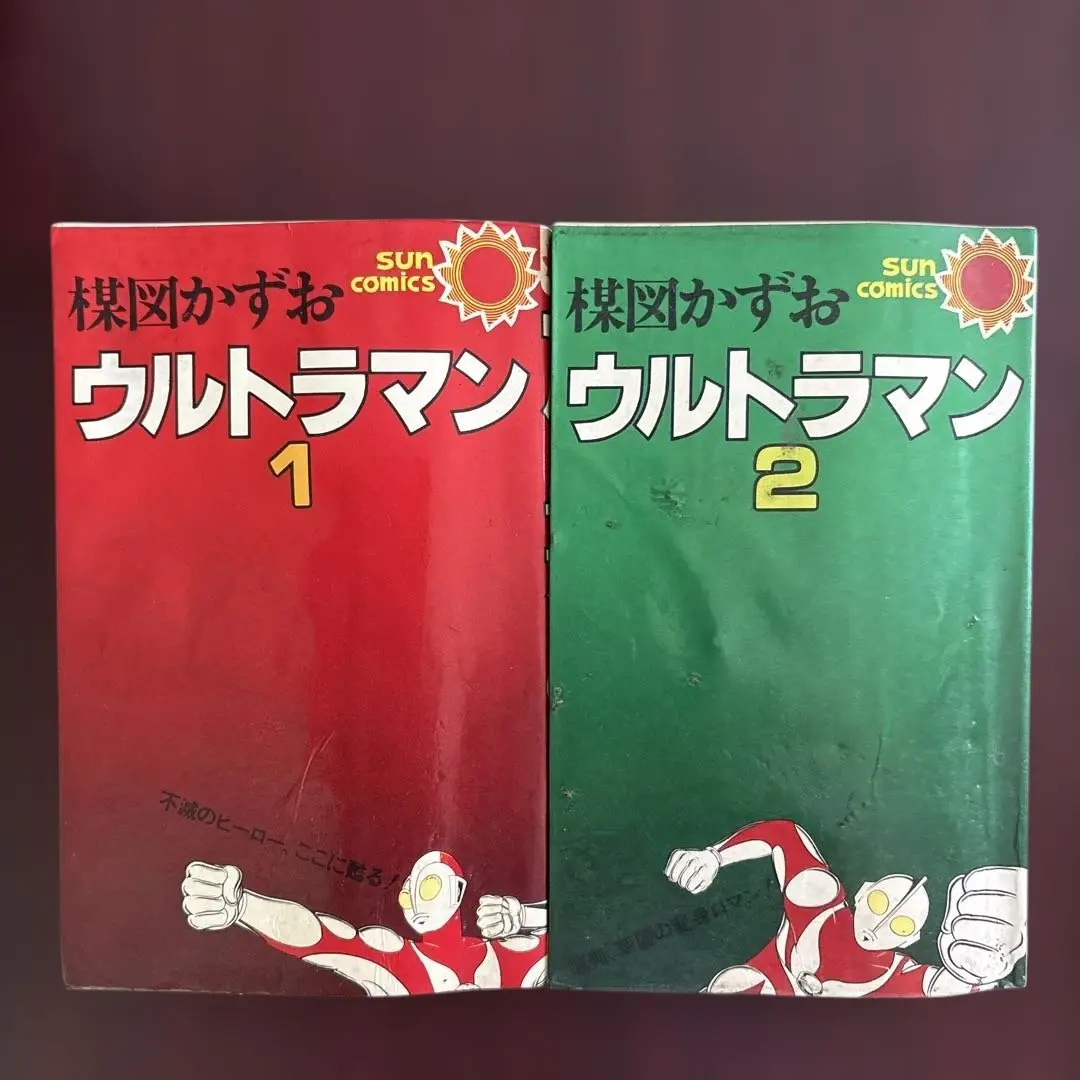 楳図かずお
sun
comics
ウルトラマン
1
不滅のヒーロー、ここに甦る!
楳図かずお
sun
comics
ウルトラマン
2